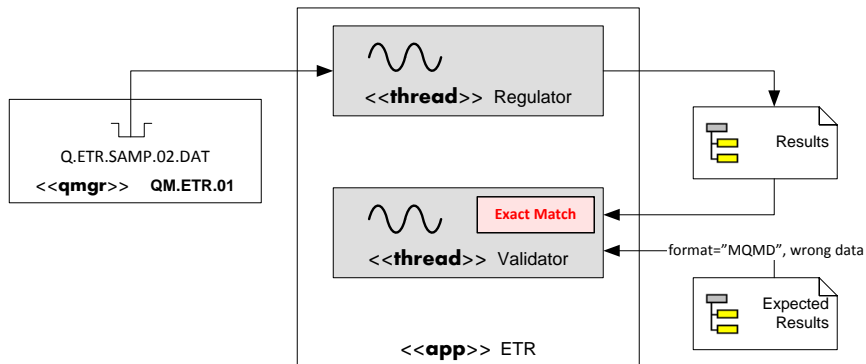 <<thread>> Regulator
Q.ETR.SAMP.02.DAT
<<qmgr>> QM.ETR.01
Results
Exact Match
<<thread>> Validator
format=”MQMD”, wrong data
Expected
Results
<<app>> ETR